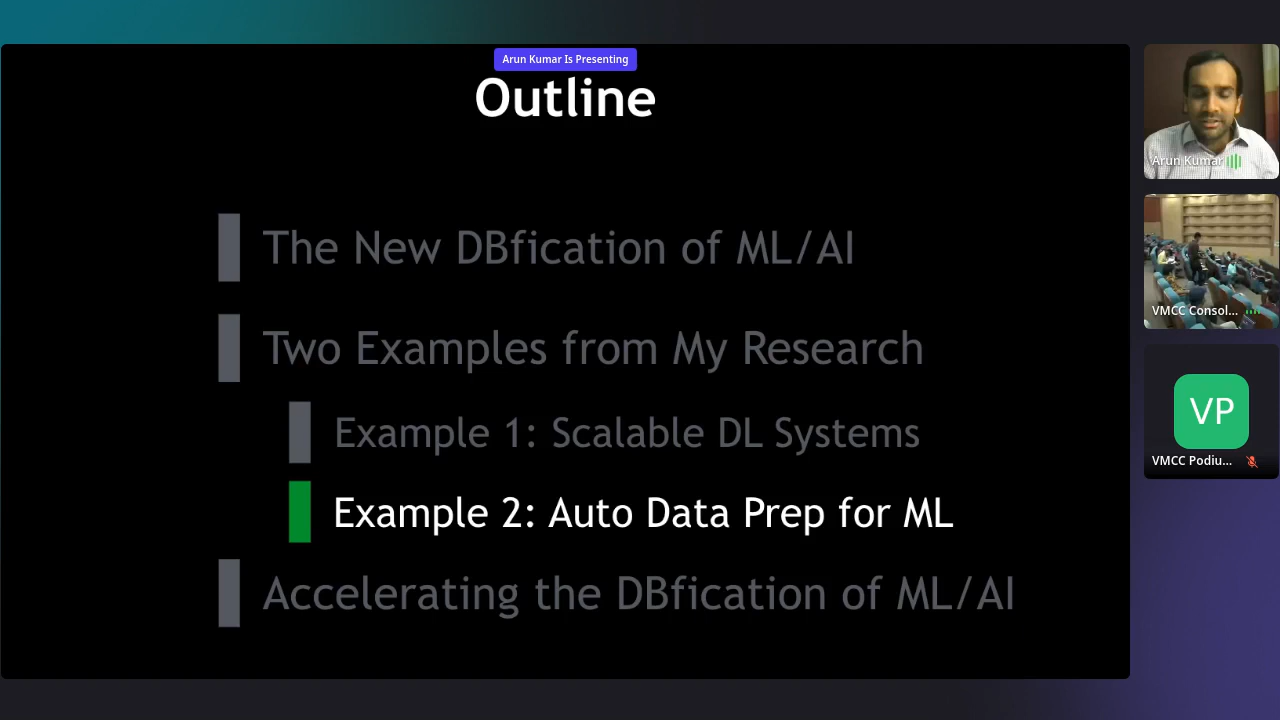 Arun Kumar Is Presenting
Outline
The New DBfication of ML/AI
Two Examples from My Research
Example 1: Scalable DL Systems
Example 2: Auto Data Prep for ML
Accelerating the DBfication of ML/AI
Arun Kumar
VMCC Consol...
VP
VMCC Podiu...